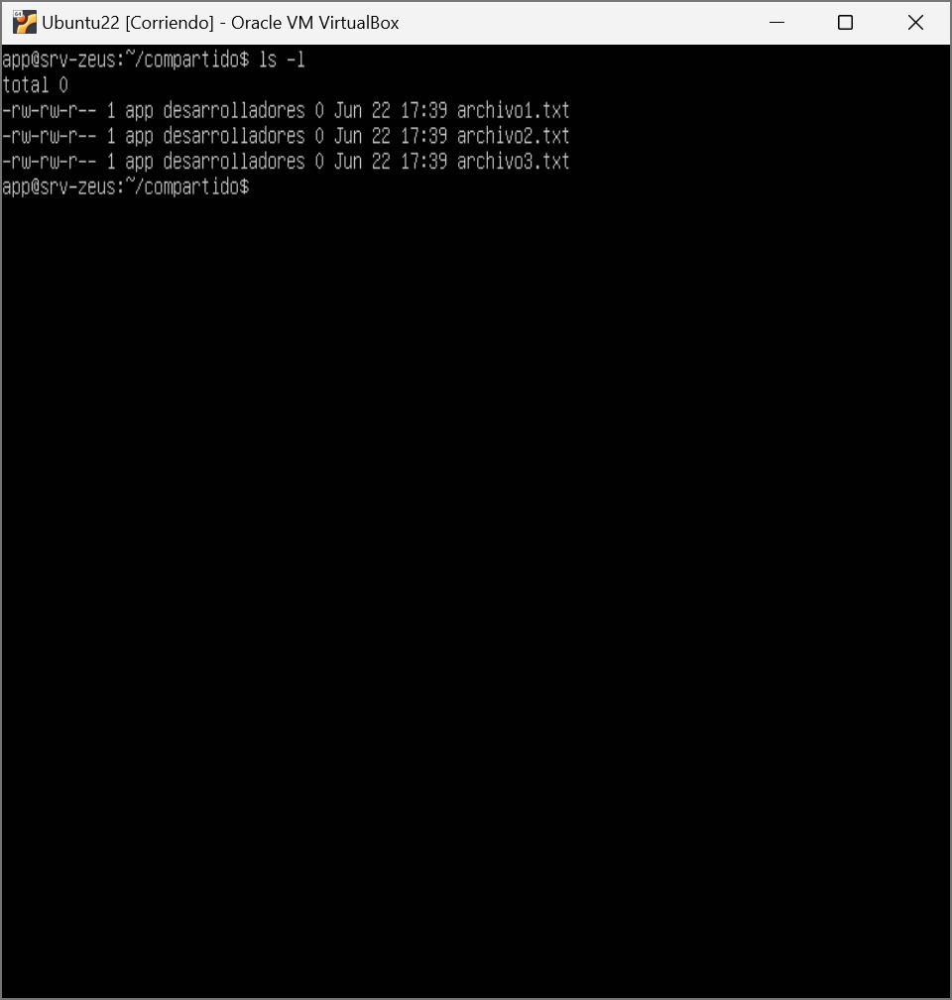 Ubuntu22 [Corriendo] - Oracle VM VirtualBox
app@srv-zeus:~/compartido$ ls -l
total 0
-rw-rw-r-- 1 app desarrolladores 0 Jun 22 17:39 archivo1.txt
-rw-rw-r-- 1 app desarrolladores 0 Jun 22 17:39 archivo2.txt
-rw-rw-r-- 1 app desarrolladores 0 Jun 22 17:39 archivo3.txt
app@srv-zeus:~/compartido$